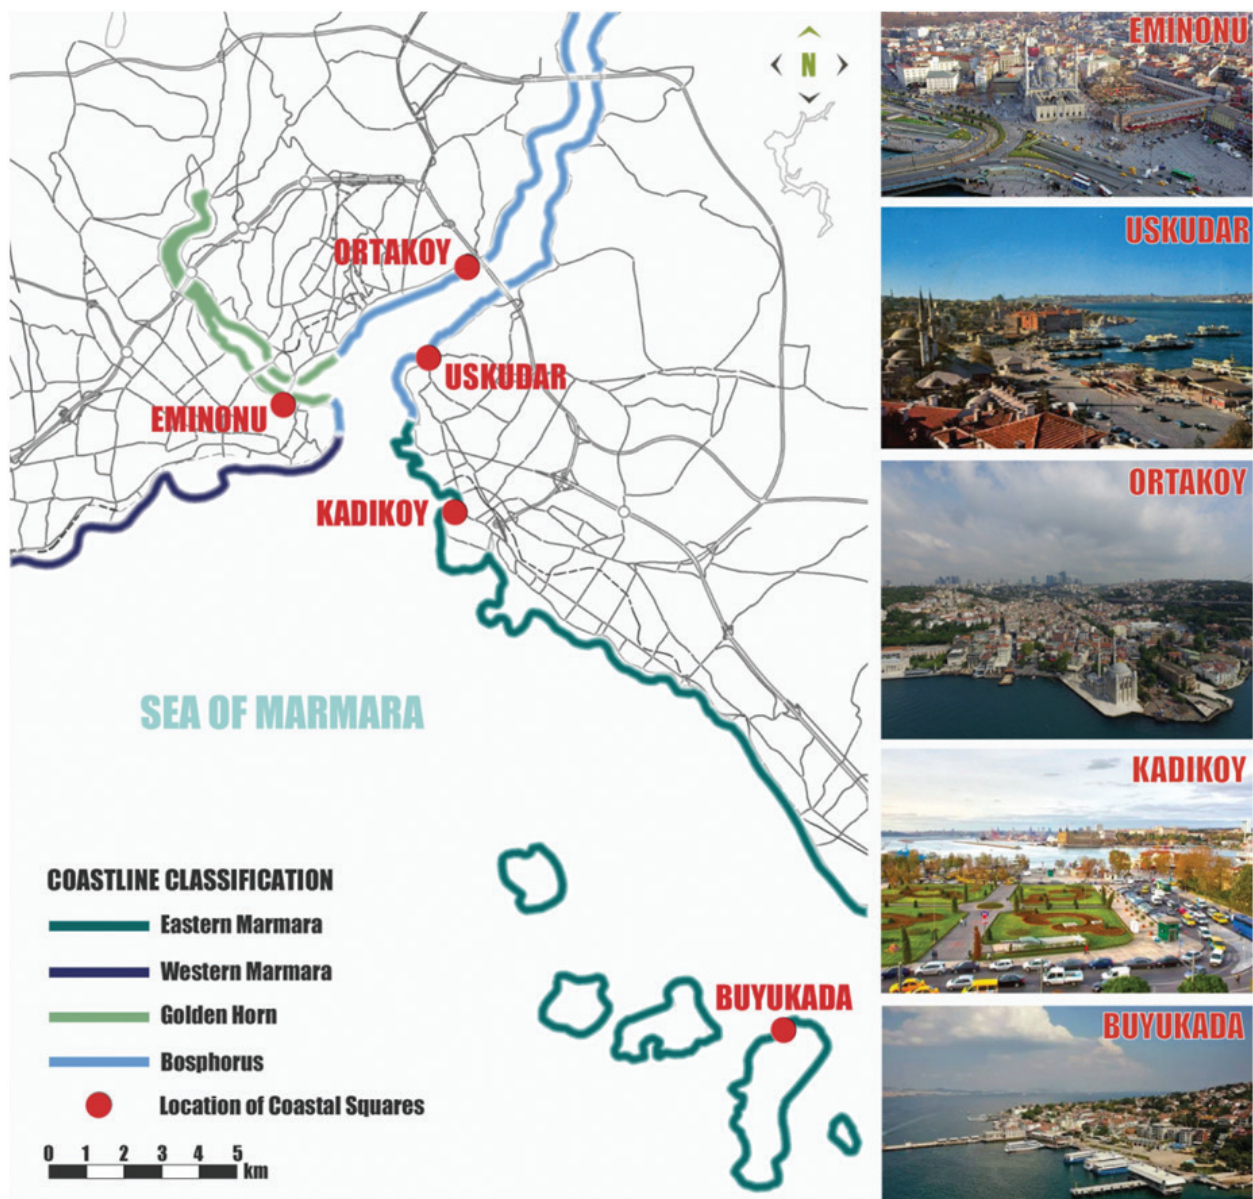 N
ORTAKOY
USKUDAR
EMINONU
KADIKOY
SEA OF MARMARA
BUYUKADA
COASTLINE CLASSIFICATION
Eastern Marmara
Western Marmara
Golden Horn
Bosphorus
Location of Coastal Squares
0 1 2 3 4 5
km
EMINONU
USKUDAR
ORTAKOY
KADIKOY
BUYUKADA